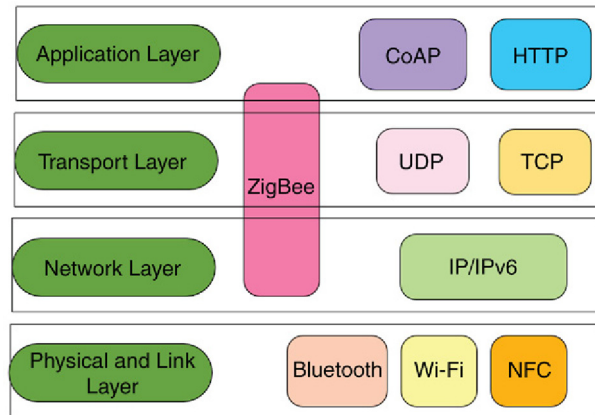 Application Layer
CoAP
HTTP
Transport Layer
ZigBee
UDP
TCP
Network Layer
IP/IPv6
Physical and Link
Layer
Bluetooth
Wi-Fi
NFC